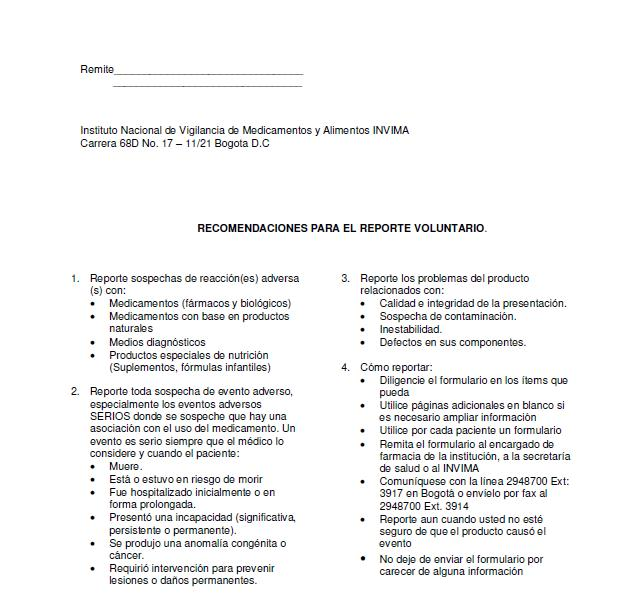 Remite________________________________
________________________________
Instituto Nacional de Vigilancia de Medicamentos y Alimentos INVIMA
Carrera 68D No. 17 – 11/21 Bogota D.C
RECOMENDACIONES PARA EL REPORTE VOLUNTARIO.
1. Reporte sospechas de reacción(es) adversa
(s) con:
• Medicamentos (fármacos y biológicos)
• Medicamentos con base en productos
naturales
• Medios diagnósticos
• Productos especiales de nutrición
(Suplementos, fórmulas infantiles)
2. Reporte toda sospecha de evento adverso,
especialmente los eventos adversos
SERIOS donde se sospeche que hay una
asociación con el uso del medicamento. Un
evento es serio siempre que el médico lo
considere y cuando el paciente:
• Muere.
• Está o estuvo en riesgo de morir
• Fue hospitalizado inicialmente o en
forma prolongada.
• Presentó una incapacidad (significativa,
persistente o permanente).
• Se produjo una anomalía congénita o
cáncer.
• Requirió intervención para prevenir
lesiones o daños permanentes.
3. Reporte los problemas del producto
relacionados con:
• Calidad e integridad de la presentación.
• Sospecha de contaminación.
• Inestabilidad.
• Defectos en sus componentes.
4. Cómo reportar:
• Diligencie el formulario en los ítems que
pueda
• Utilice páginas adicionales en blanco si
es necesario ampliar información
• Utilice por cada paciente un formulario
• Remita el formulario al encargado de
farmacia de la institución, a la secretaría
de salud o al INVIMA
• Comuníquese con la línea 2948700 Ext:
3917 en Bogotá o envíelo por fax al
2948700 Ext. 3914
• Reporte aun cuando usted no esté
seguro de que el producto causó el
evento
• No deje de enviar el formulario por
carecer de alguna información